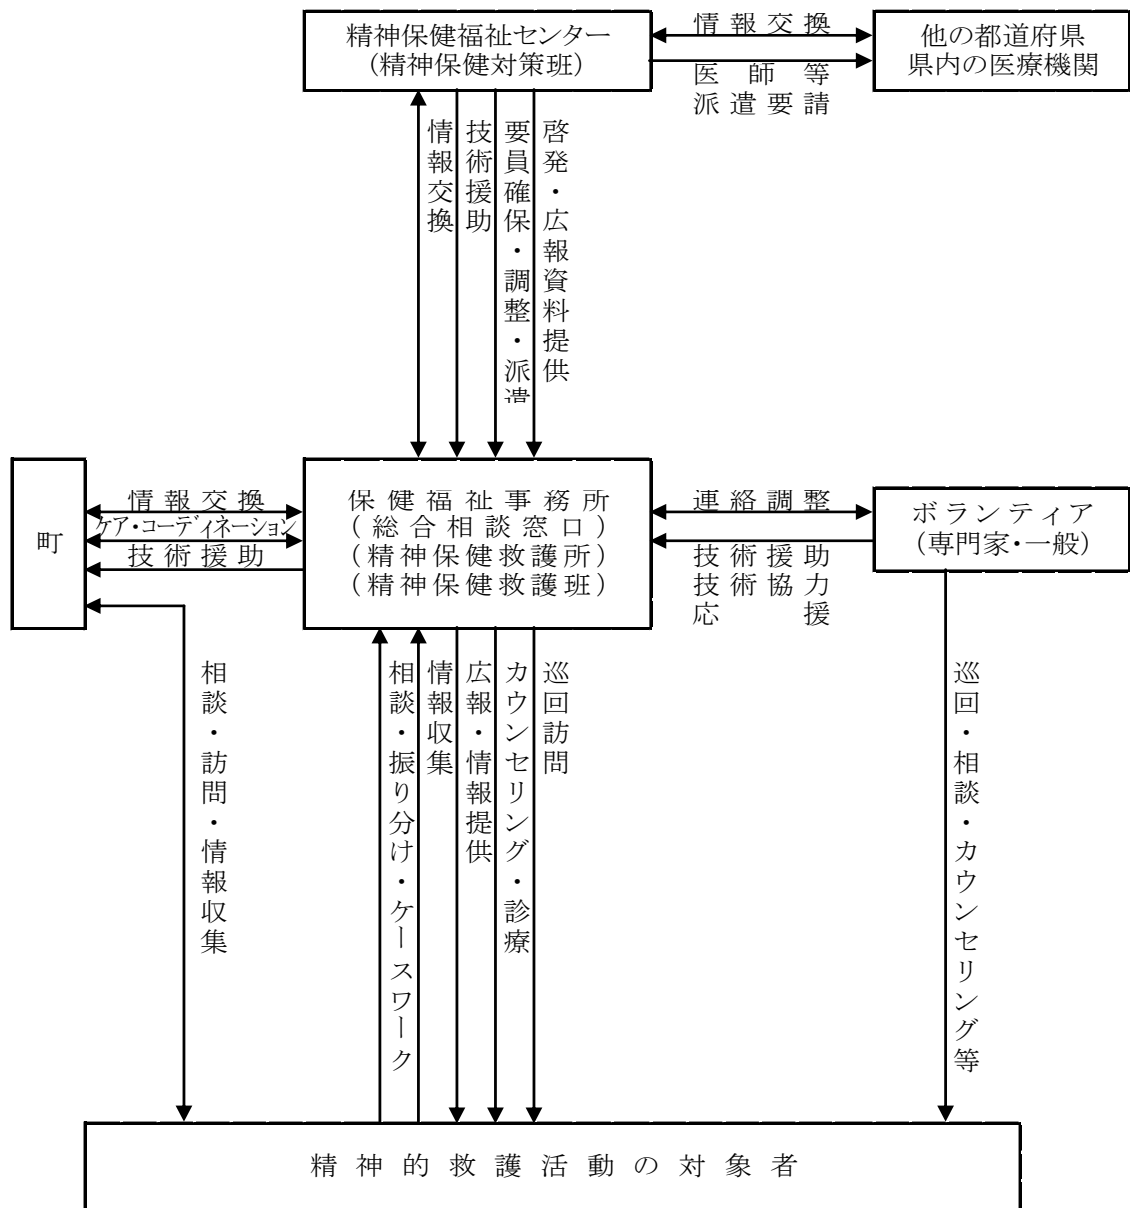 精神保健福祉センター
(精神保健対策班)
情報交換
医師等
派遣要請
他の都道府県
県内の医療機関
情報交換
技術援助
要員確保・調整・派遣
啓発・広報資料提供
町
情報交換
ケア・コーディネーション
技術援助
保健福祉事務所
(総合相談窓口)
(精神保健救護所)
(精神保健救護班)
連絡調整
技術援助
技術協力
応援
ボランティア
(専門家・一般)
相談・訪問・情報収集
相談・振り分け・ケースワーク
情報収集
広報・情報提供
カウンセリング・診療
巡回訪問
巡回・相談・カウンセリング等
精神的救護活動の対象者